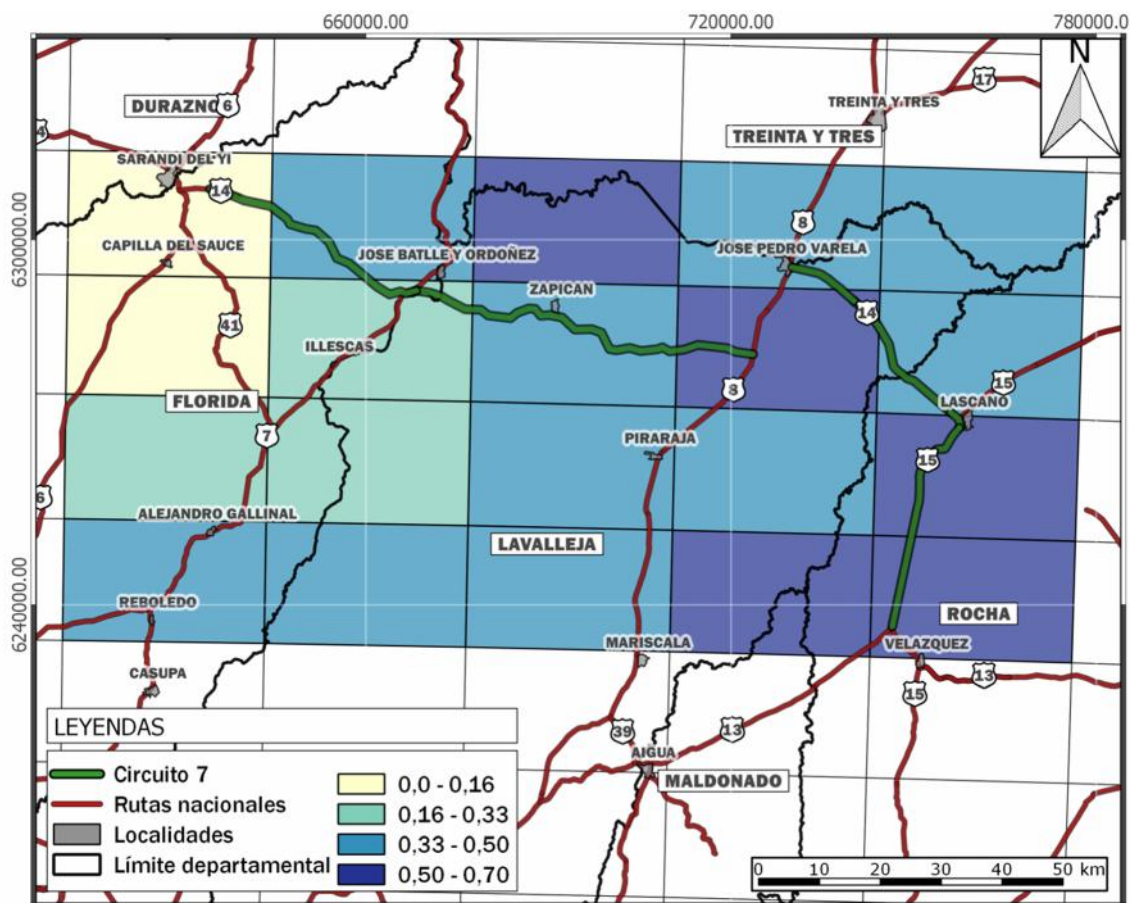 660000.00
720000.00
780000.0
N
17
TREINTA Y TRES
DURAZNO
6
4
TREINTA Y TRES
SARANDI DEL YI
14
8
6300000.00
CAPILLA DEL SAUCE
JOSE BATLLE Y ORDOÑEZ
JOSE PEDRO VARELA
ZAPICAN
14
41
ILLESCAS
15
8
LASCANO
FLORIDA
7
PIRARAJA
15
6
ALEJANDRO GALLINAL
LAVALLEJA
6240000.00
REBOLEDO
ROCHA
MARISCALA
VELAZQUEZ
CASUPA
13
15
LEYENDAS
39
13
AIGUA
MALDONADO
Circuito 7
Rutas nacionales
Localidades
Límite departamental
0,0 - 0,16
0,16 - 0,33
0,33 - 0,50
0,50 - 0,70
0 10 20 30 40 50 km